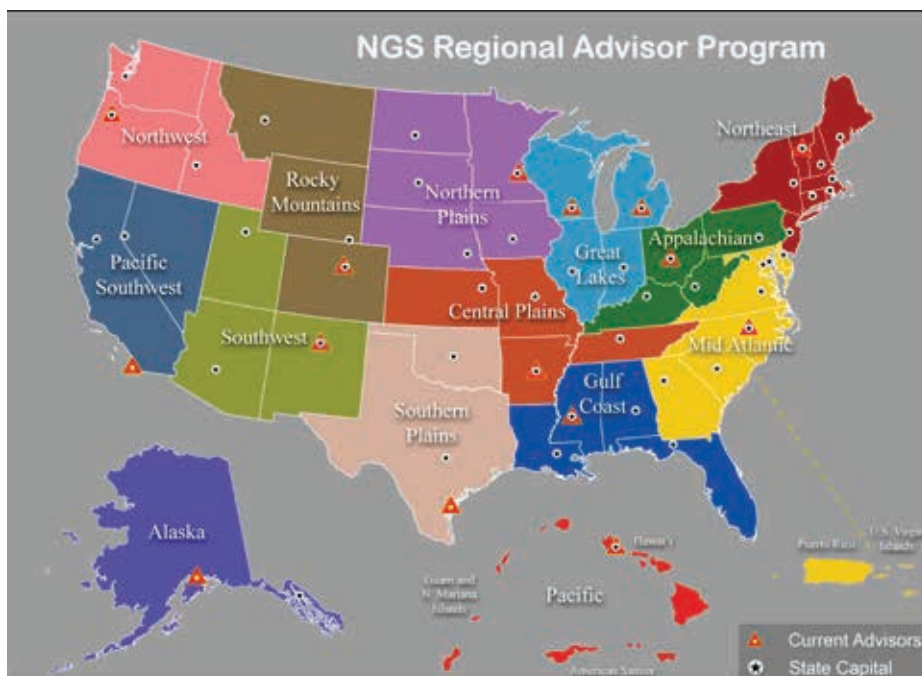 NGS Regional Advisor Program
Northeast
Northwest
Rocky
Mountains
Northern
Plains
Great
Lakes
Appalachian
Pacific
Southwest
Central Plains
Southwest
Mid Atlantic
Gulf
Coast
Southern
Plains
Alaska
Hawai'i
Puerto Rico
U.S. Virgin
Islands
Guam and
N. Mariana
Islands
Pacific
American Samoa
Current Advisors
State Capital